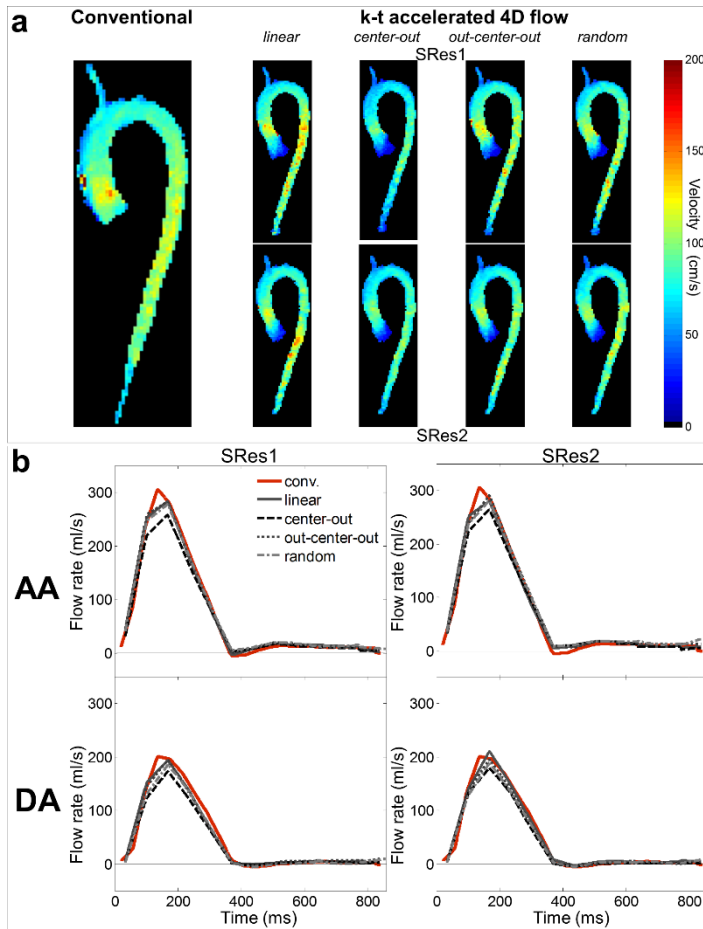 a
Conventional
k-t accelerated 4D flow
linear
center-out
out-center-out
random
SRes1
200
150
100
50
0
Velocity (cm/s)
SRes2
b
SRes1
SRes2
AA
Flow rate (ml/s)
300
200
100
0
conv.
linear
center-out
out-center-out
random
Flow rate (ml/s)
300
200
100
0
DA
Flow rate (ml/s)
300
200
100
0
0 200 400 600 800
Time (ms)
Flow rate (ml/s)
300
200
100
0
0 200 400 600 800
Time (ms)